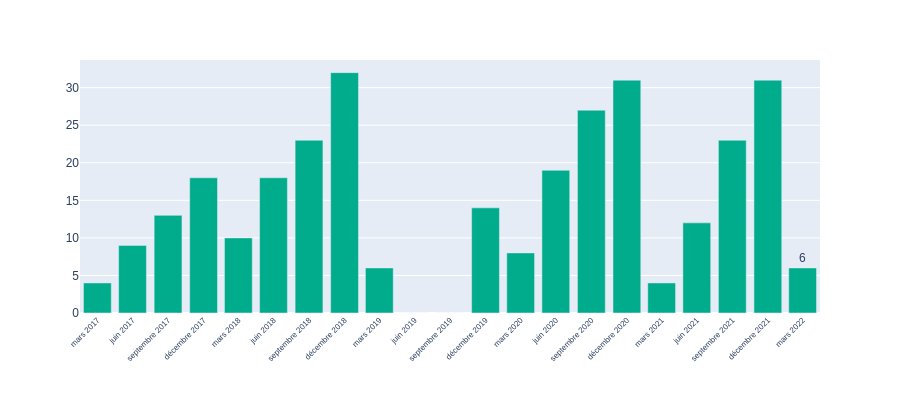 30
25
20
15
10
5
0
6
mars 2017
juin 2017
septembre 2017
décembre 2017
mars 2018
juin 2018
septembre 2018
décembre 2018
mars 2019
juin 2019
septembre 2019
décembre 2019
mars 2020
juin 2020
septembre 2020
décembre 2020
mars 2021
juin 2021
septembre 2021
décembre 2021
mars 2022